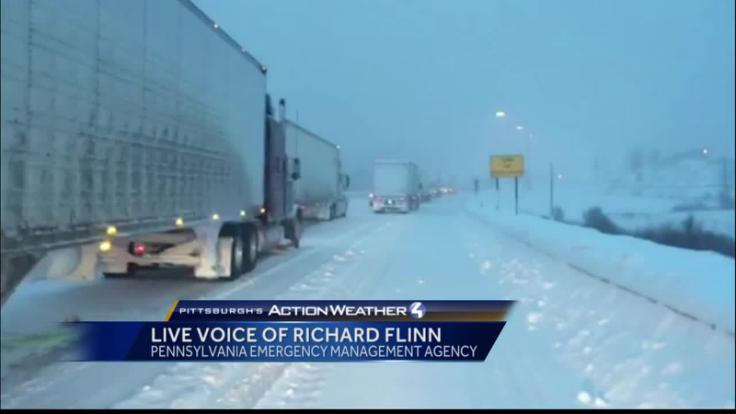 PITTSBURGH'S ACTION WEATHER 4
LIVE VOICE OF RICHARD FLINN
PENNSYLVANIA EMERGENCY MANAGEMENT AGENCY